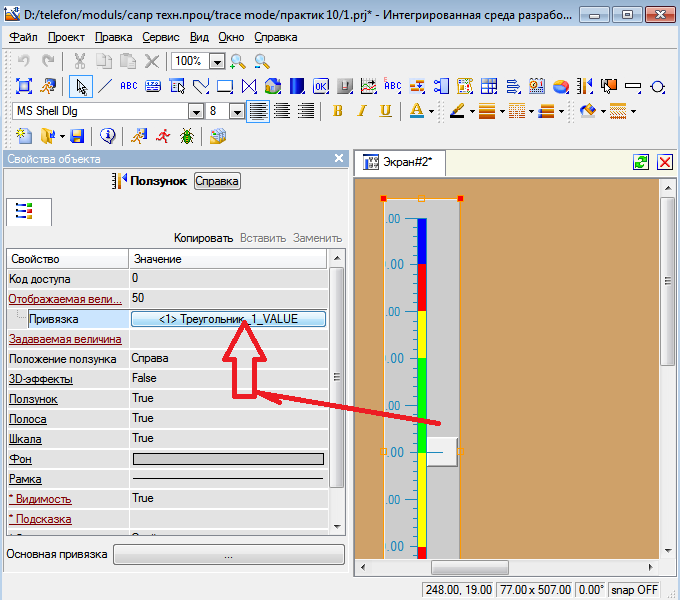 D:/telefon/moduls/сапр техн.проц/trace mode/практик 10/1.prj* - Интегрированная среда разрабо...
Файл Проект Правка Сервис Вид Окно Справка
100%
ABC OK ABC
MS Shell Dlg 8 B I U A
Свойства объекта
Экран#2*
Ползунок Справка
Копировать Вставить Заменить
Свойство Значение
Код доступа 0
Отображаемая вели... 50
Привязка <1> Треугольник_1_VALUE
Задаваемая величина
Положение ползунка Справа
3D-эффекты False
Ползунок True
Полоса True
Шкала True
Фон
Рамка
* Видимость True
* Подсказка
Основная привязка ...
.00
.00
.00
.00
.00
.00
.00
.00
248.00, 19.00 77.00 x 507.00 0.00° snap OFF